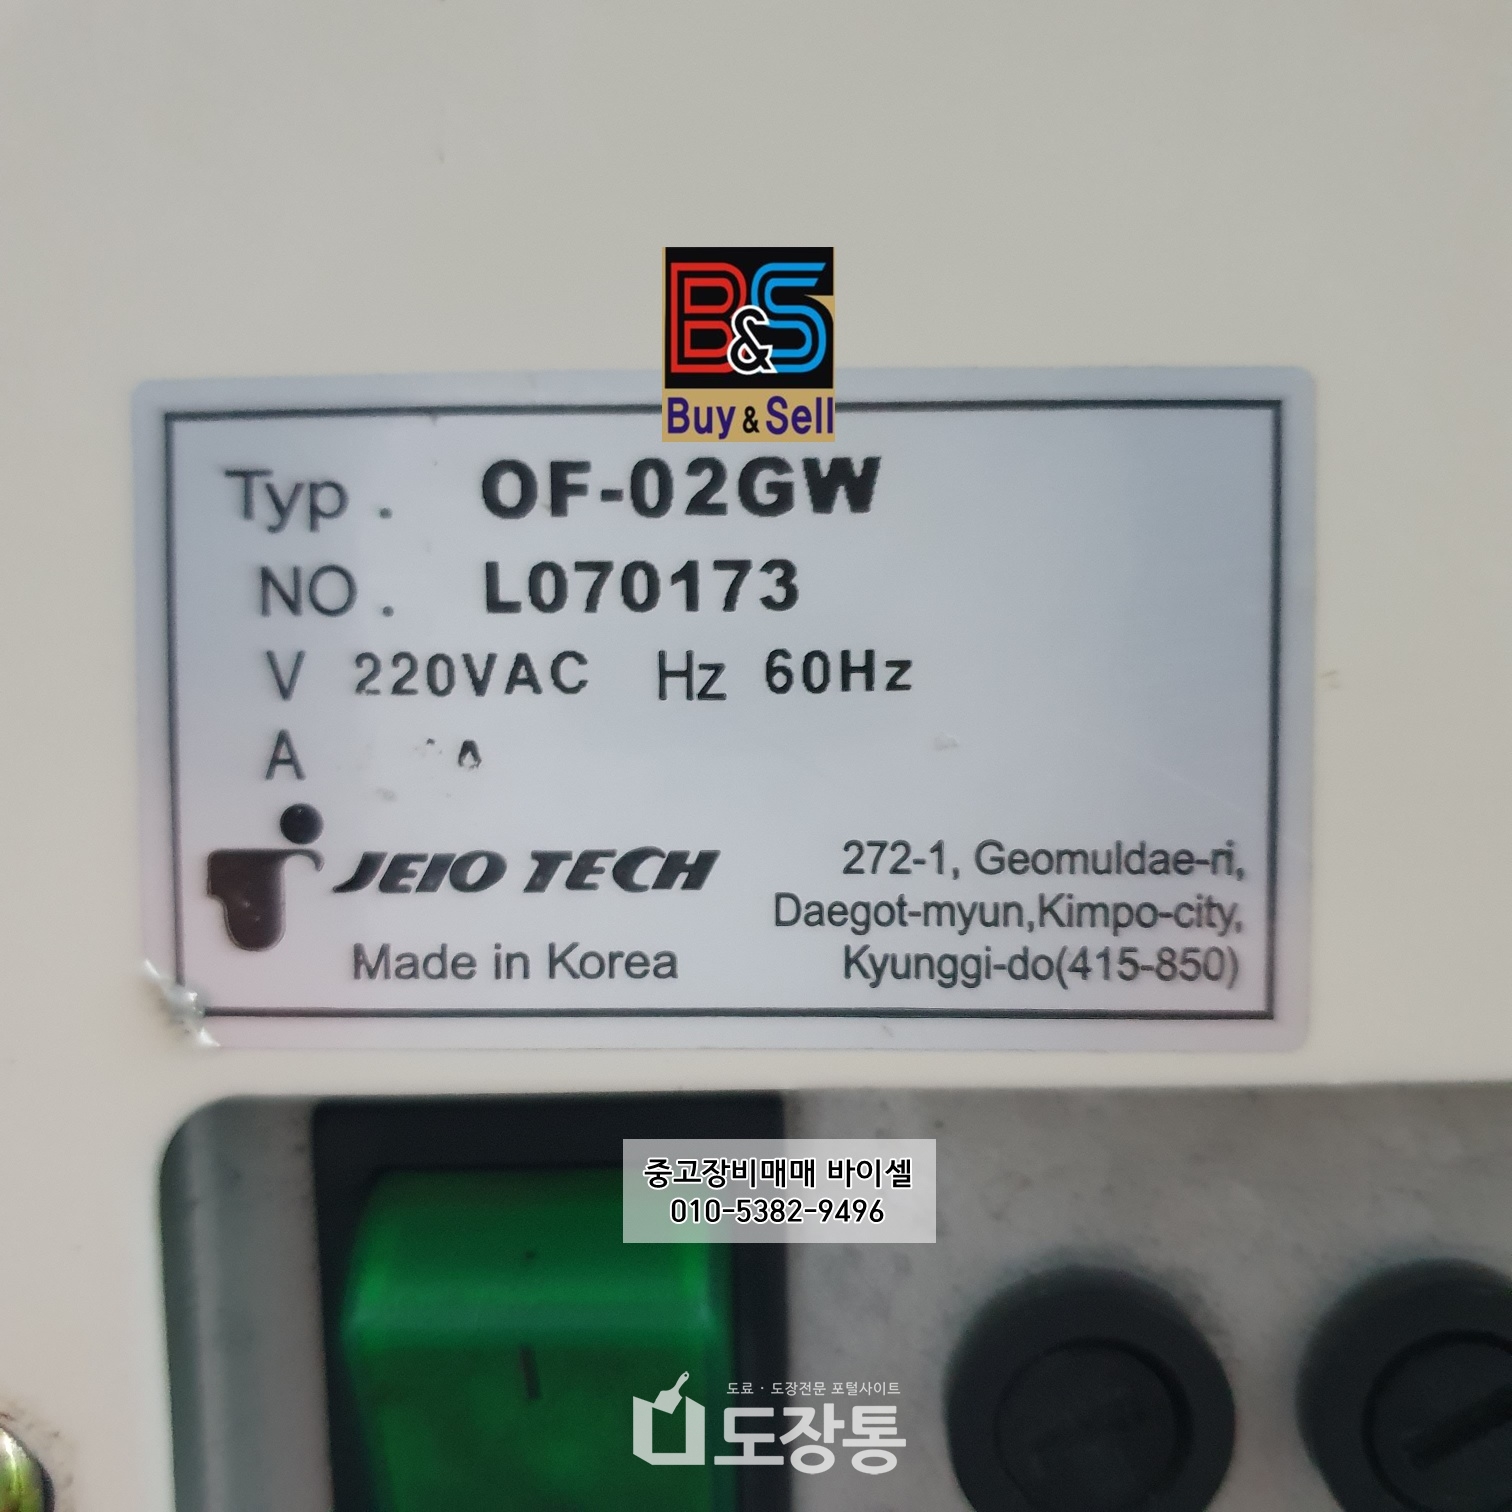 B&S
Buy & Sell
Typ . OF-02GW
NO . L070173
V 220VAC Hz 60Hz
A
JEIO TECH
Made in Korea
272-1, Geomuldae-ri,
Daegot-myun,Kimpo-city,
Kyunggi-do(415-850)
중고장비매매 바이셀
010-5382-9496
도료 · 도장전문 포털사이트
도장통